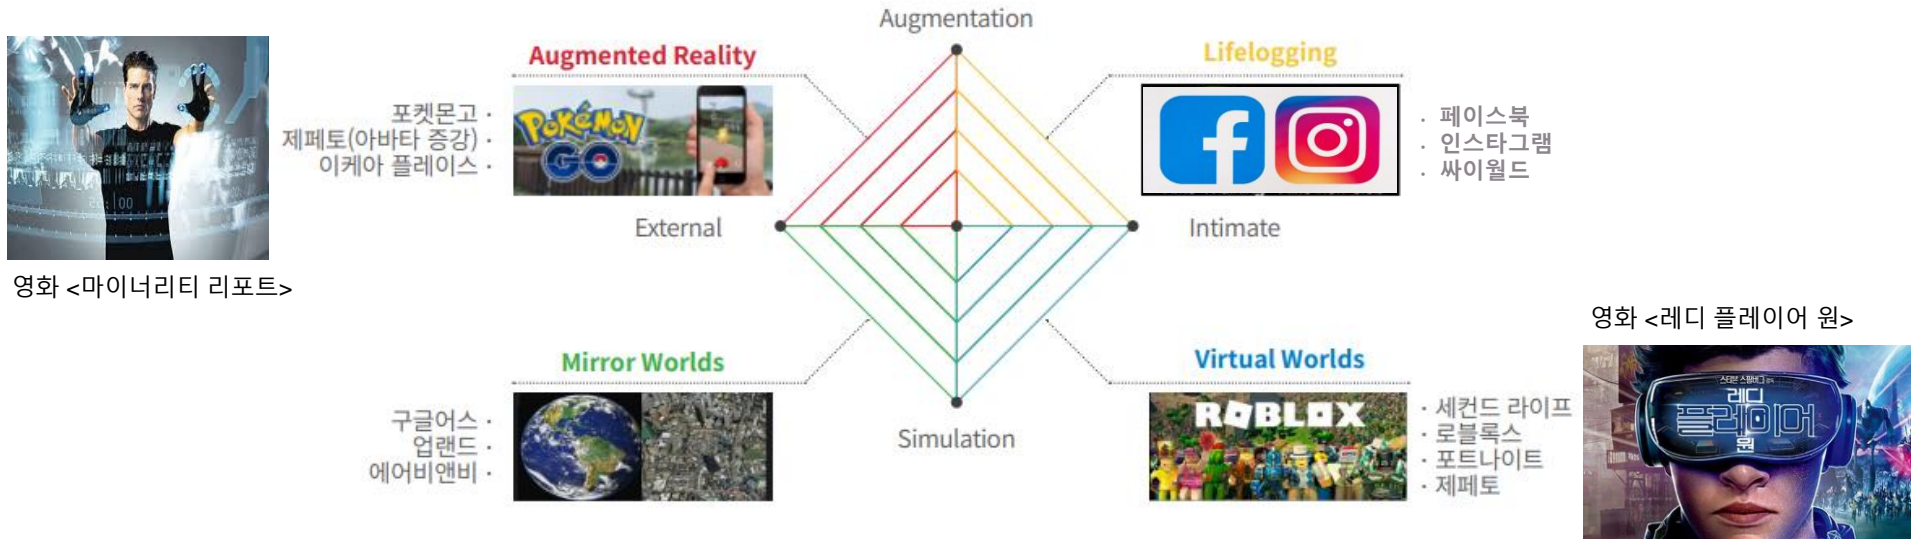 Augmentation
Augmented Reality
포켓몬고 ·
제페토(아바타 증강) ·
이케아 플레이스 ·
POKÉMON
GO
Lifelogging
f
· 페이스북
· 인스타그램
· 싸이월드
External
Intimate
영화 <마이너리티 리포트>
Mirror Worlds
구글어스 ·
업랜드 ·
에어비앤비 ·
Simulation
Virtual Worlds
ROBLOX
· 세컨드 라이프
· 로블록스
· 포트나이트
· 제페토
영화 <레디 플레이어 원>
레디
플레이어
원